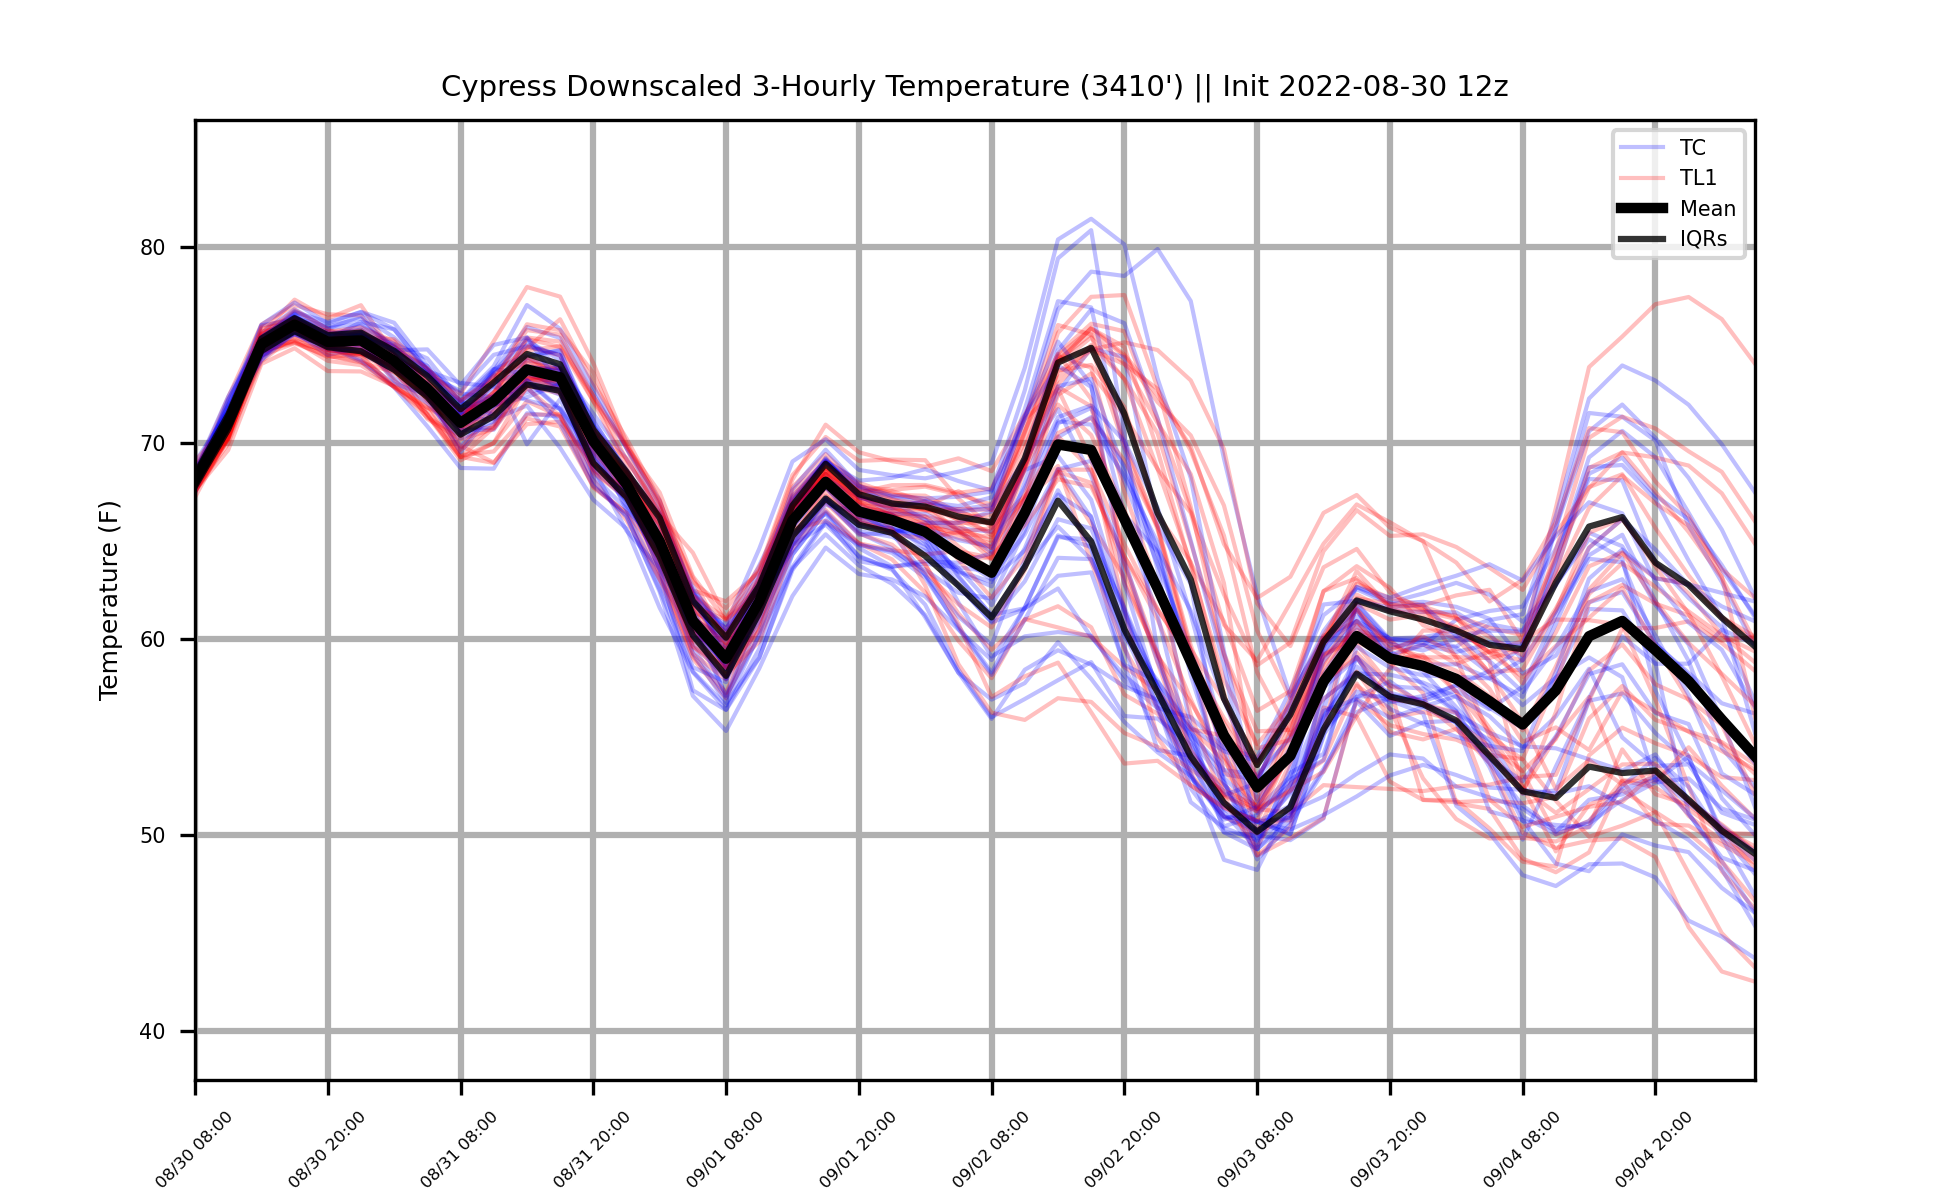 Cypress Downscaled 3-Hourly Temperature (3410') || Init 2022-08-30 12z
TC
TL1
Mean
IQRs
Temperature (F)
80
70
60
50
40
08/30 08:00
08/30 20:00
08/31 08:00
08/31 20:00
09/01 08:00
09/01 20:00
09/02 08:00
09/02 20:00
09/03 08:00
09/03 20:00
09/04 08:00
09/04 20:00